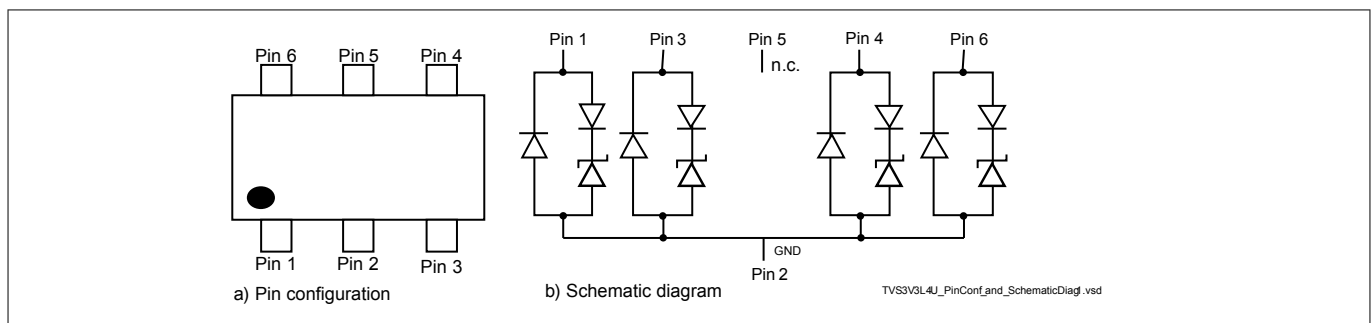 Pin 6 Pin 5 Pin 4
Pin 1 Pin 2 Pin 3
a) Pin configuration
Pin 1 Pin 3 Pin 5 Pin 4 Pin 6
n.c.
GND
Pin 2
b) Schematic diagram
TVS3V3L4U_PinConf_and_SchematicDiagl.vsd